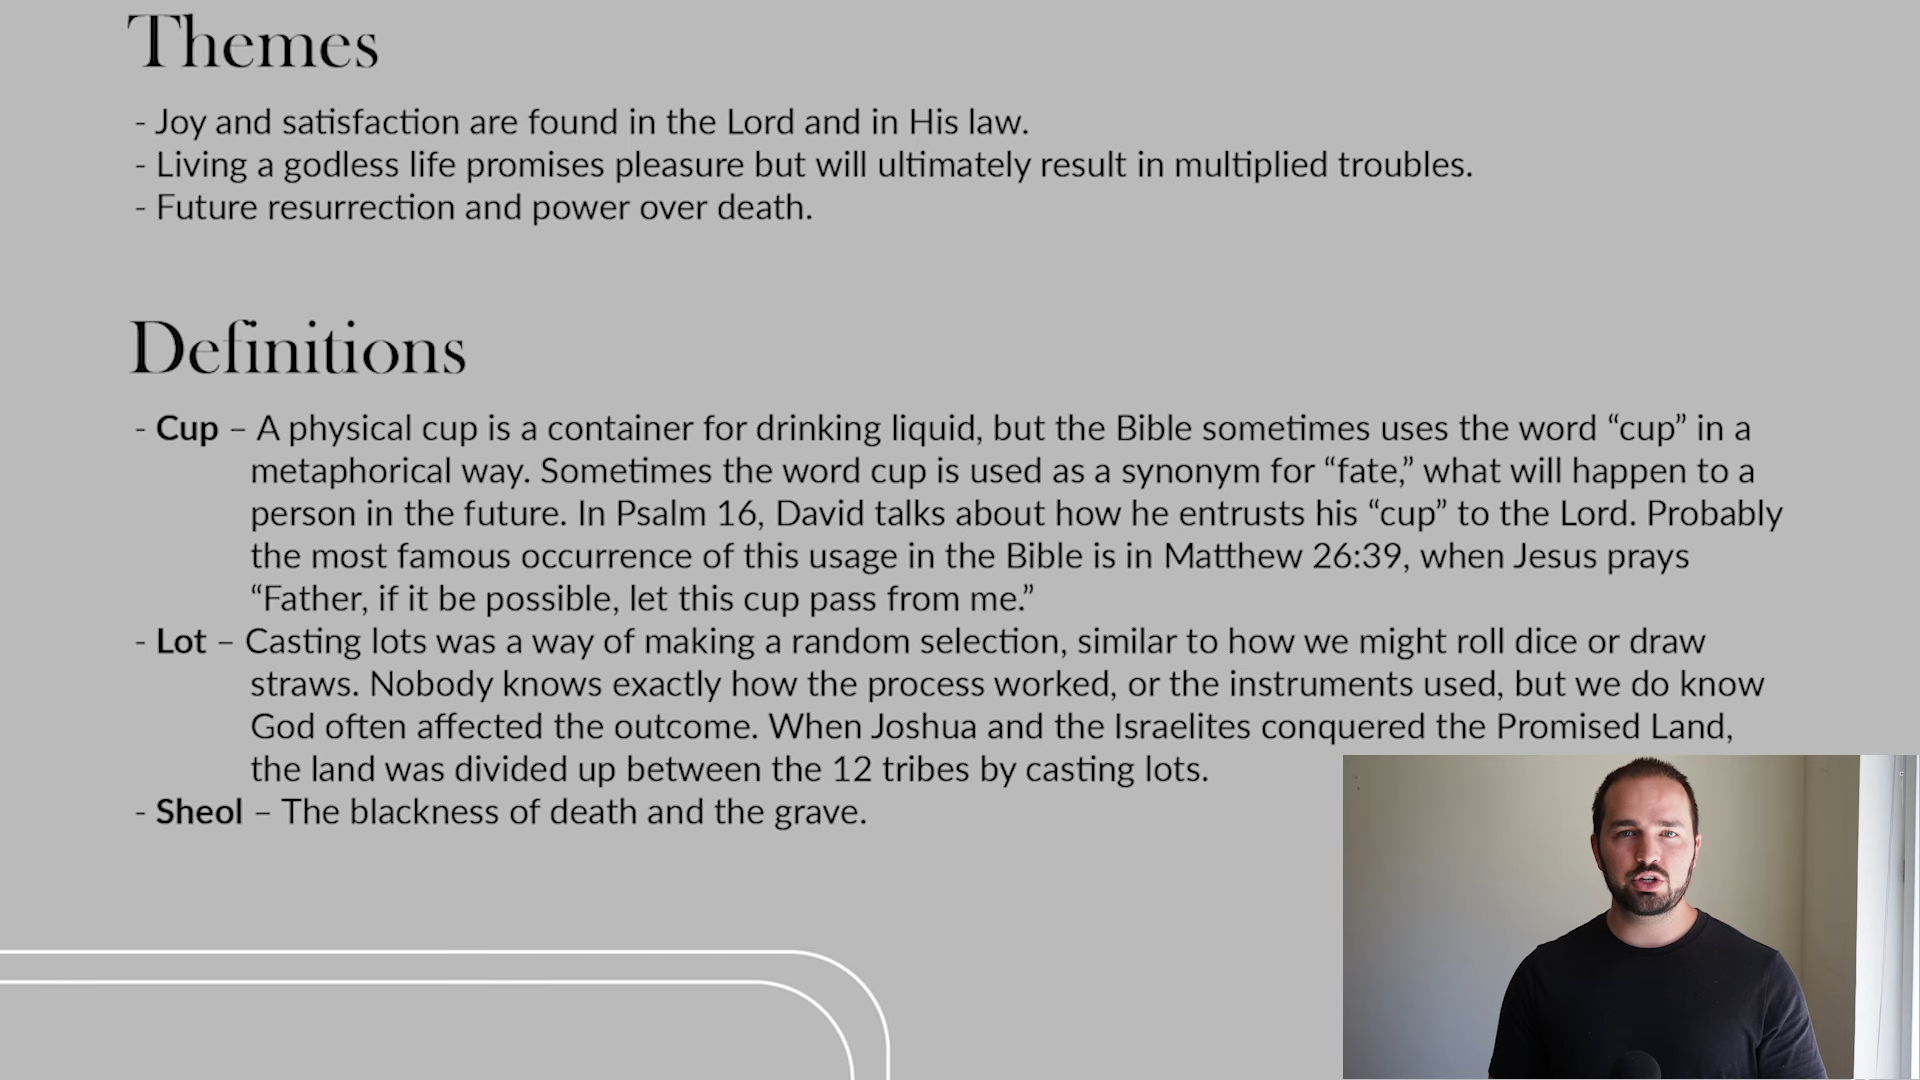 Themes
- Joy and satisfaction are found in the Lord and in His law.
- Living a godless life promises pleasure but will ultimately result in multiplied troubles.
- Future resurrection and power over death.
Definitions
- Cup – A physical cup is a container for drinking liquid, but the Bible sometimes uses the word “cup” in a
metaphorical way. Sometimes the word cup is used as a synonym for “fate,” what will happen to a
person in the future. In Psalm 16, David talks about how he entrusts his “cup” to the Lord. Probably
the most famous occurrence of this usage in the Bible is in Matthew 26:39, when Jesus prays
“Father, if it be possible, let this cup pass from me.”
- Lot – Casting lots was a way of making a random selection, similar to how we might roll dice or draw
straws. Nobody knows exactly how the process worked, or the instruments used, but we do know
God often affected the outcome. When Joshua and the Israelites conquered the Promised Land,
the land was divided up between the 12 tribes by casting lots.
- Sheol – The blackness of death and the grave.